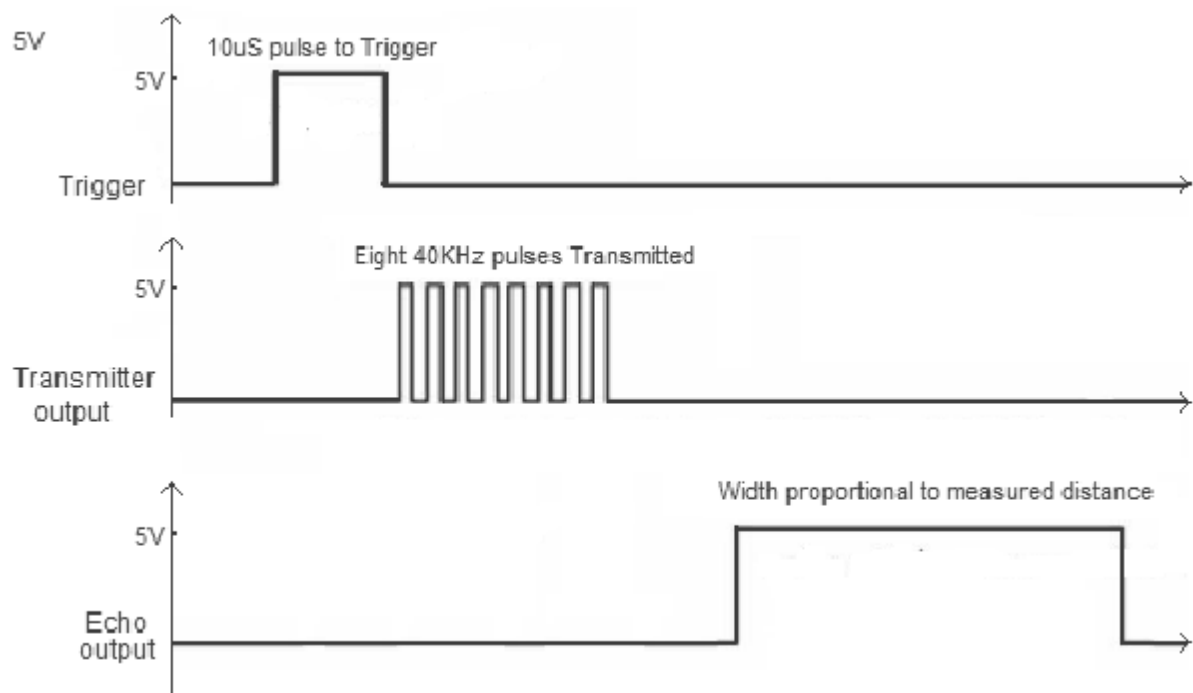 5V
10uS pulse to Trigger
5V
Trigger
Eight 40KHz pulses Transmitted
5V
Transmitter
output
Width proportional to measured distance
5V
Echo
output